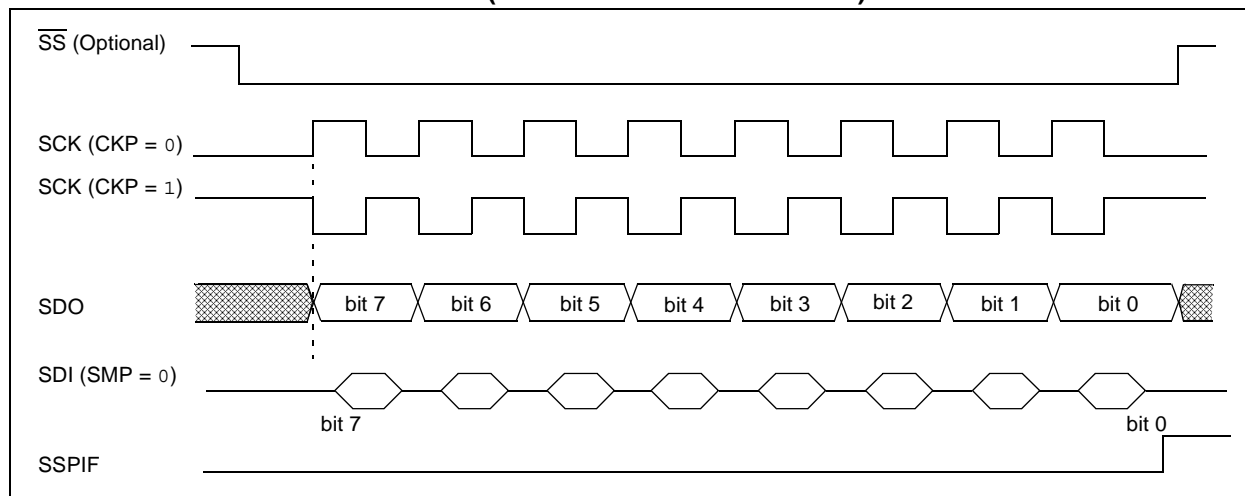 SS (Optional)
SCK (CKP = 0)
SCK (CKP = 1)
SDO
bit 7 bit 6 bit 5 bit 4 bit 3 bit 2 bit 1 bit 0
SDI (SMP = 0)
bit 7 bit 0
SSPIF